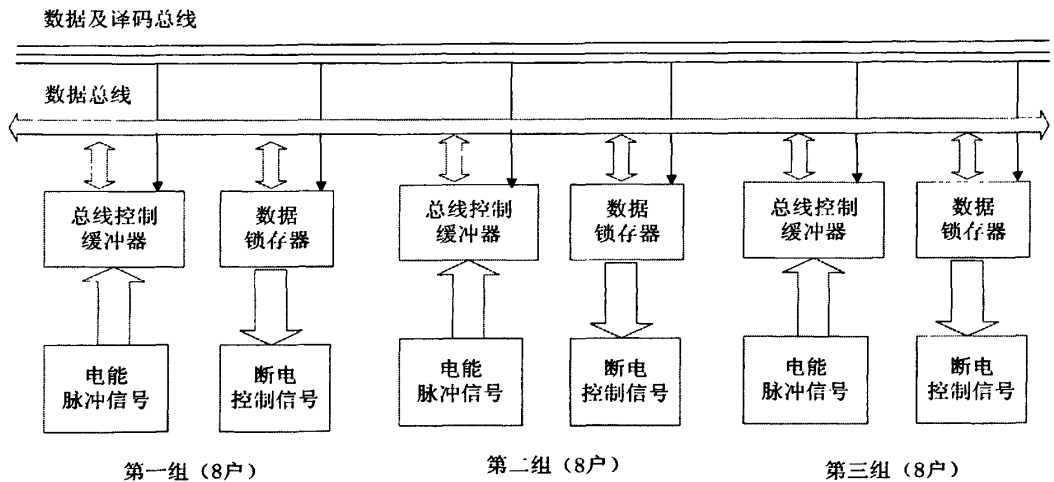 数据及译码总线
数据总线
总线控制
缓冲器
数据
锁存器
总线控制
缓冲器
数据
锁存器
总线控制
缓冲器
数据
锁存器
电能
脉冲信号
断电
控制信号
电能
脉冲信号
断电
控制信号
电能
脉冲信号
断电
控制信号
第一组（8户）
第二组（8户）
第三组（8户）